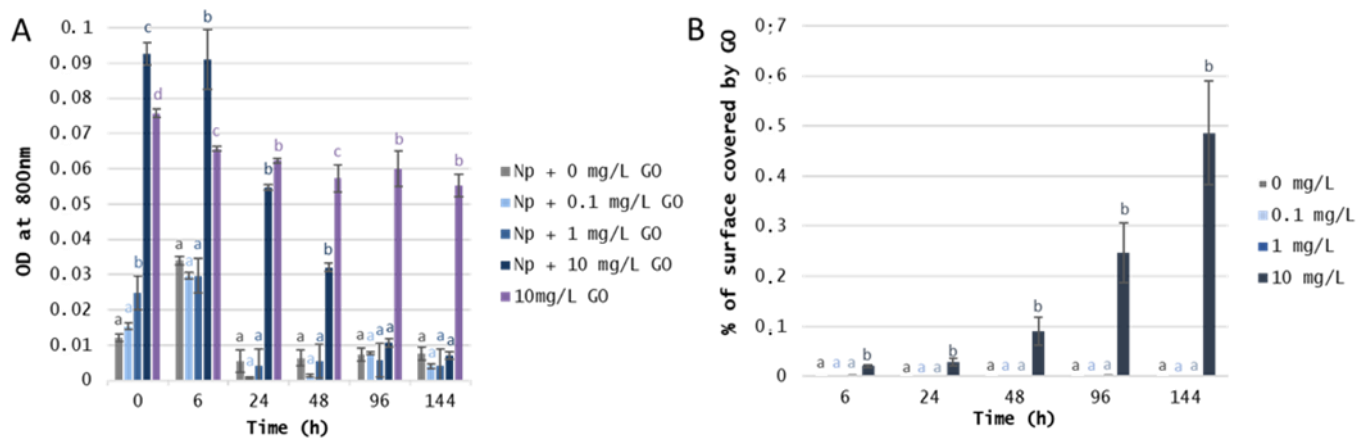 A
OD at 800nm
0.1
0.09
0.08
0.07
0.06
0.05
0.04
0.03
0.02
0.01
0
a a b c d
a a a b c
a a a b b
a a a b c
a a a a b
a a a a b
0 6 24 48 96 144
Time (h)
Np + 0 mg/L GO
Np + 0.1 mg/L GO
Np + 1 mg/L GO
Np + 10 mg/L GO
10mg/L GO
B
% of surface covered by GO
0.7
0.6
0.5
0.4
0.3
0.2
0.1
0
a a a b
a a a b
a a a b
a a a b
a a a b
6 24 48 96 144
Time (h)
0 mg/L
0.1 mg/L
1 mg/L
10 mg/L